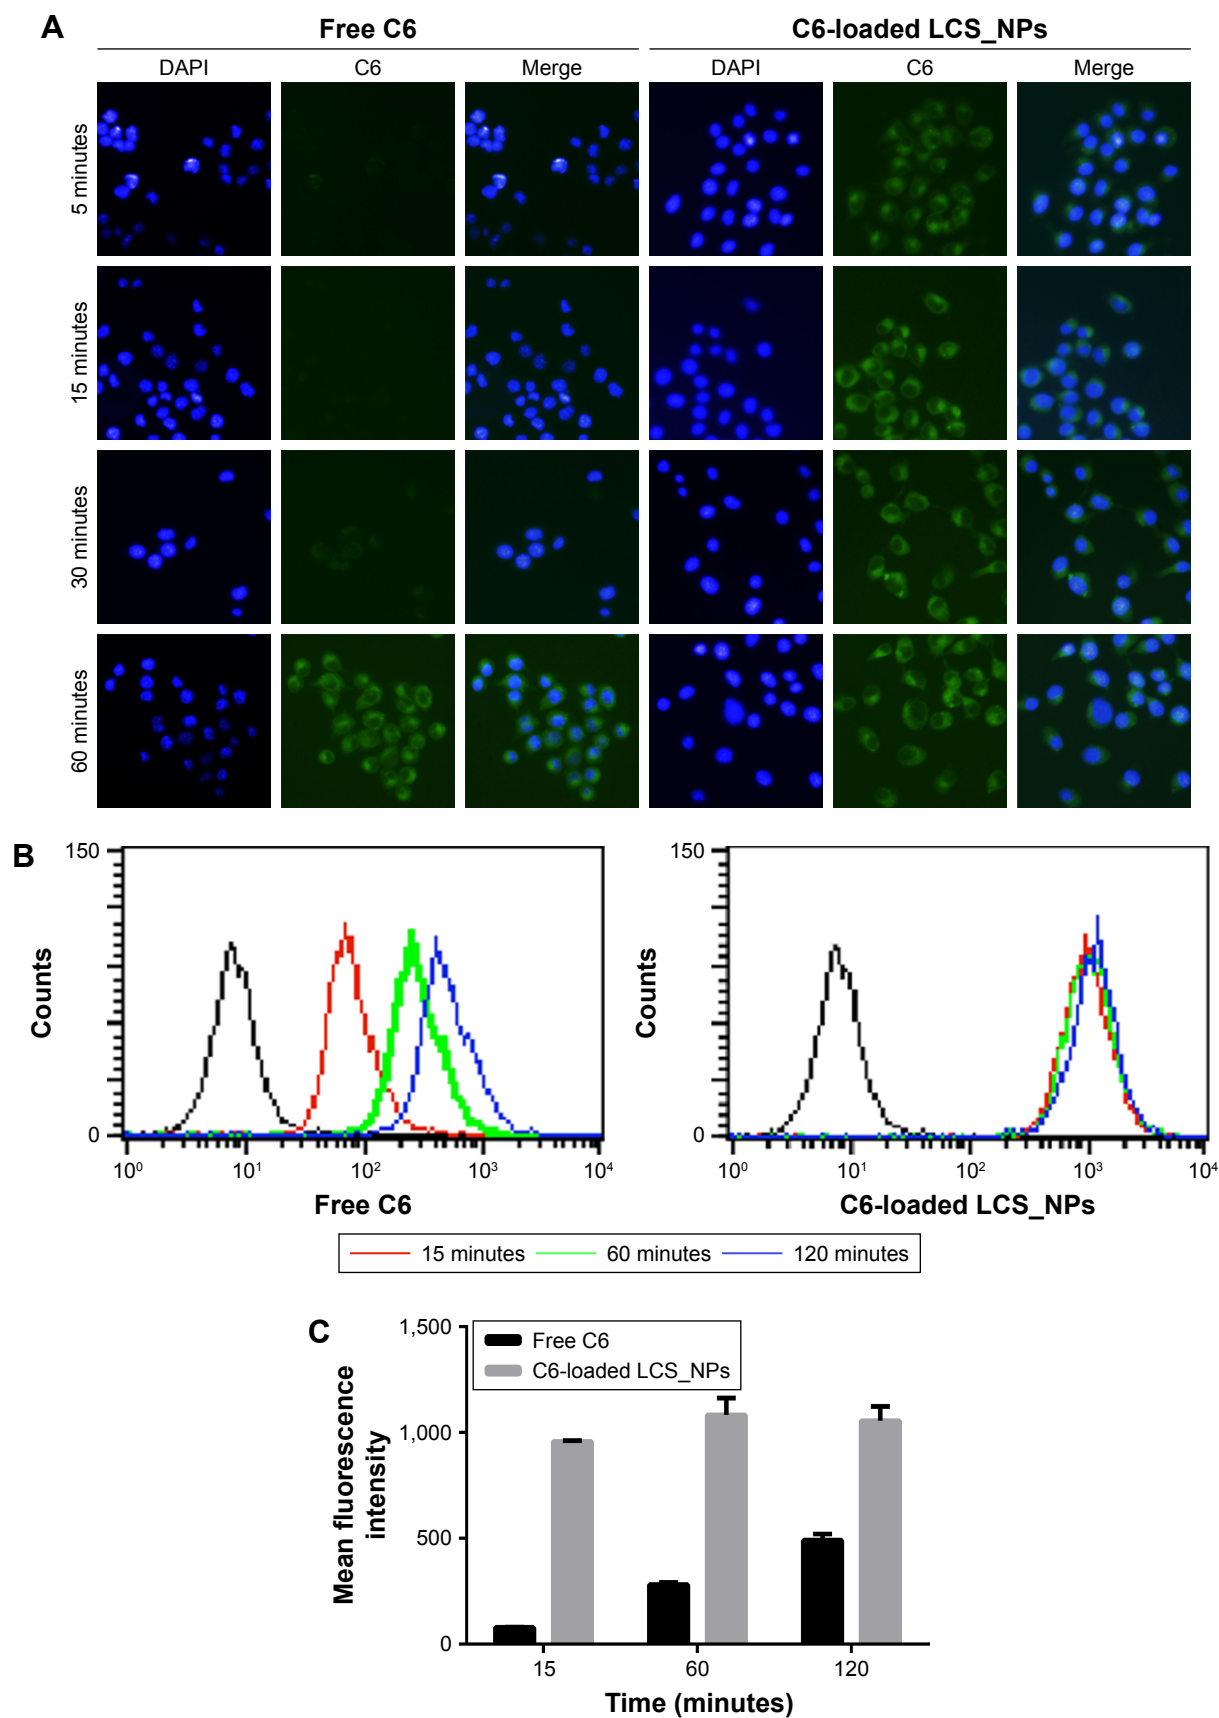 A
Free C6
C6-loaded LCS_NPs
DAPI C6 Merge DAPI C6 Merge
5 minutes
15 minutes
30 minutes
60 minutes
B
150
Counts
0
10⁰ 10¹ 10² 10³ 10⁴
Free C6
150
Counts
0
10⁰ 10¹ 10² 10³ 10⁴
C6-loaded LCS_NPs
15 minutes 60 minutes 120 minutes
C
1,500
1,000
500
0
Mean fluorescence
intensity
Free C6
C6-loaded LCS_NPs
15 60 120
Time (minutes)